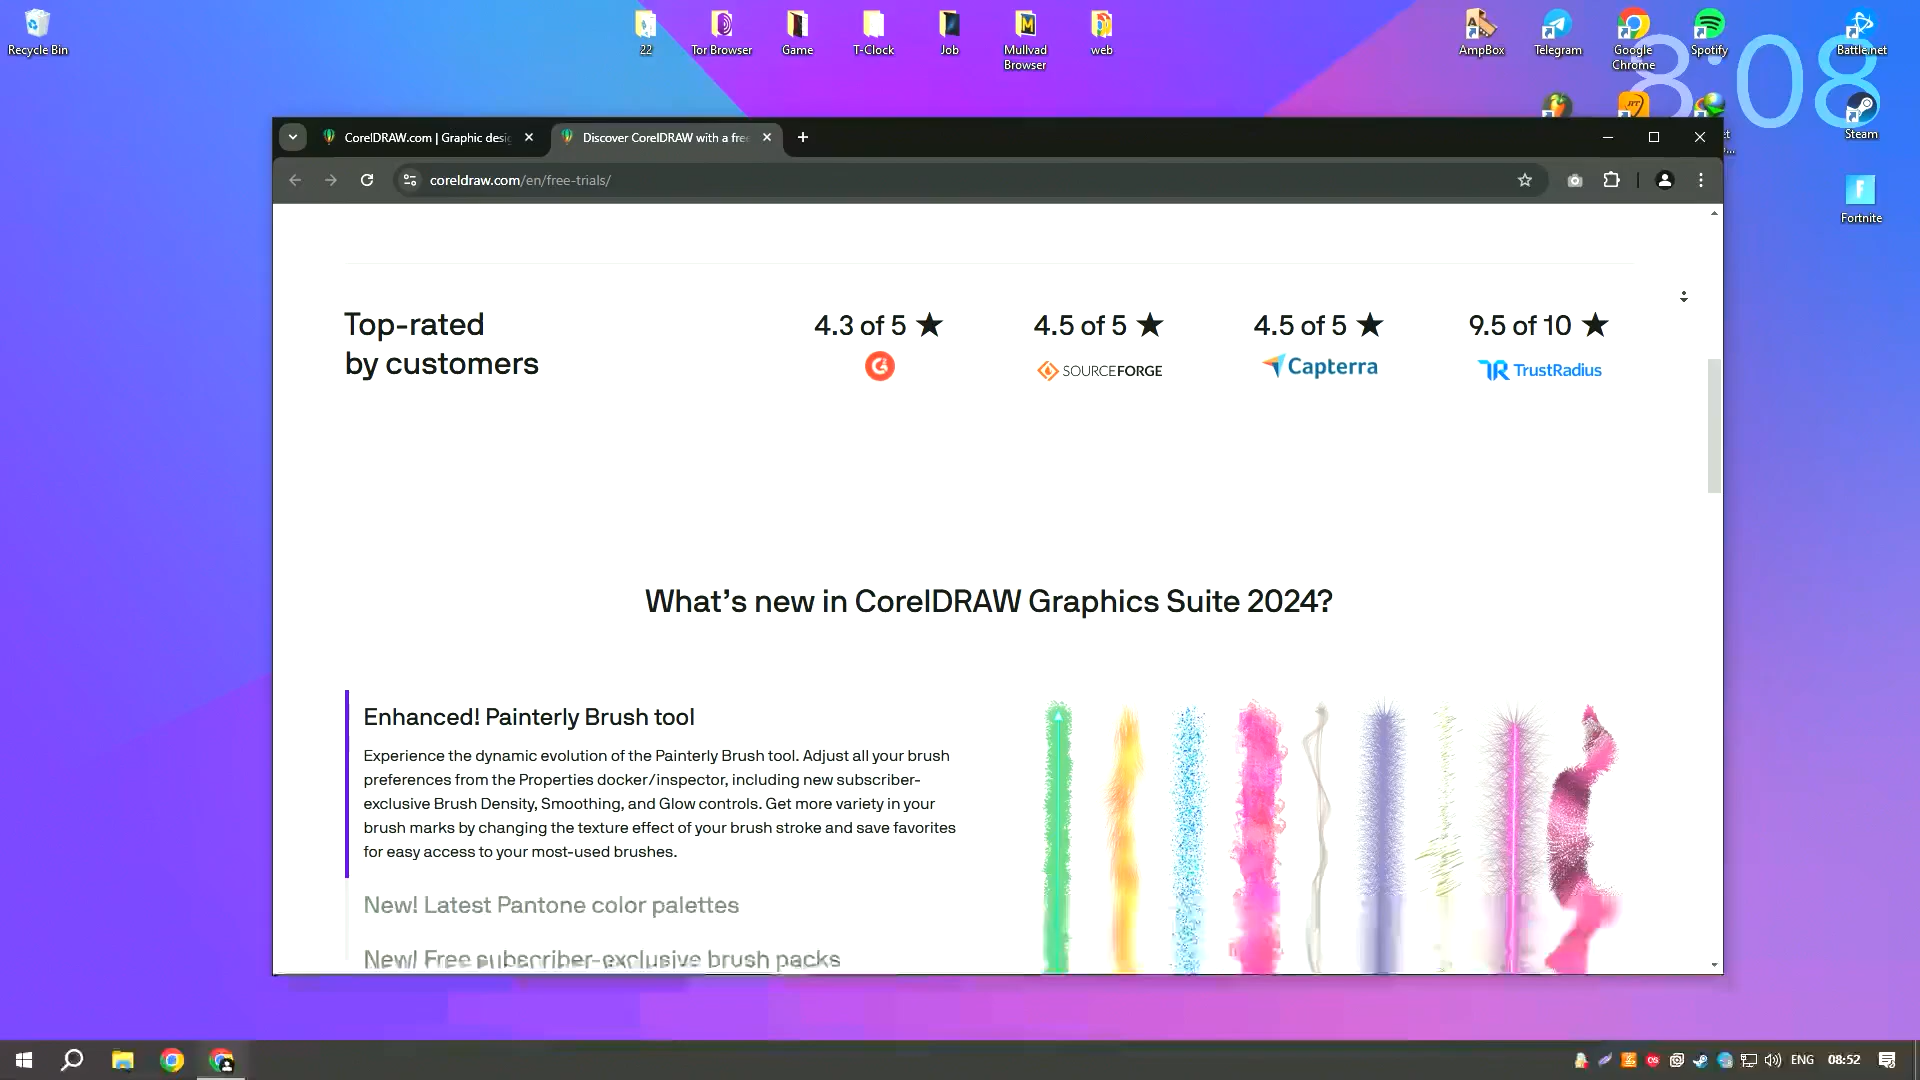 Recycle Bin
22
Tor Browser
Game
T-Clock
Job
Mullvad
Browser
web
AmpBox
Telegram
Google
Chrome
Spotify
Battle.net
8:08
Steam
Fortnite
CorelDRAW.com | Graphic desig
Discover CorelDRAW with a free
coreldraw.com/en/free-trials/
Top-rated
by customers
4.3 of 5 ★
4.5 of 5 ★
4.5 of 5 ★
9.5 of 10 ★
SOURCEFORGE
Capterra
TrustRadius
What's new in CorelDRAW Graphics Suite 2024?
Enhanced! Painterly Brush tool
Experience the dynamic evolution of the Painterly Brush tool. Adjust all your brush
preferences from the Properties docker/inspector, including new subscriber-
exclusive Brush Density, Smoothing, and Glow controls. Get more variety in your
brush marks by changing the texture effect of your brush stroke and save favorites
for easy access to your most-used brushes.
New! Latest Pantone color palettes
New! Free subscriber-exclusive brush packs
ENG
08:52